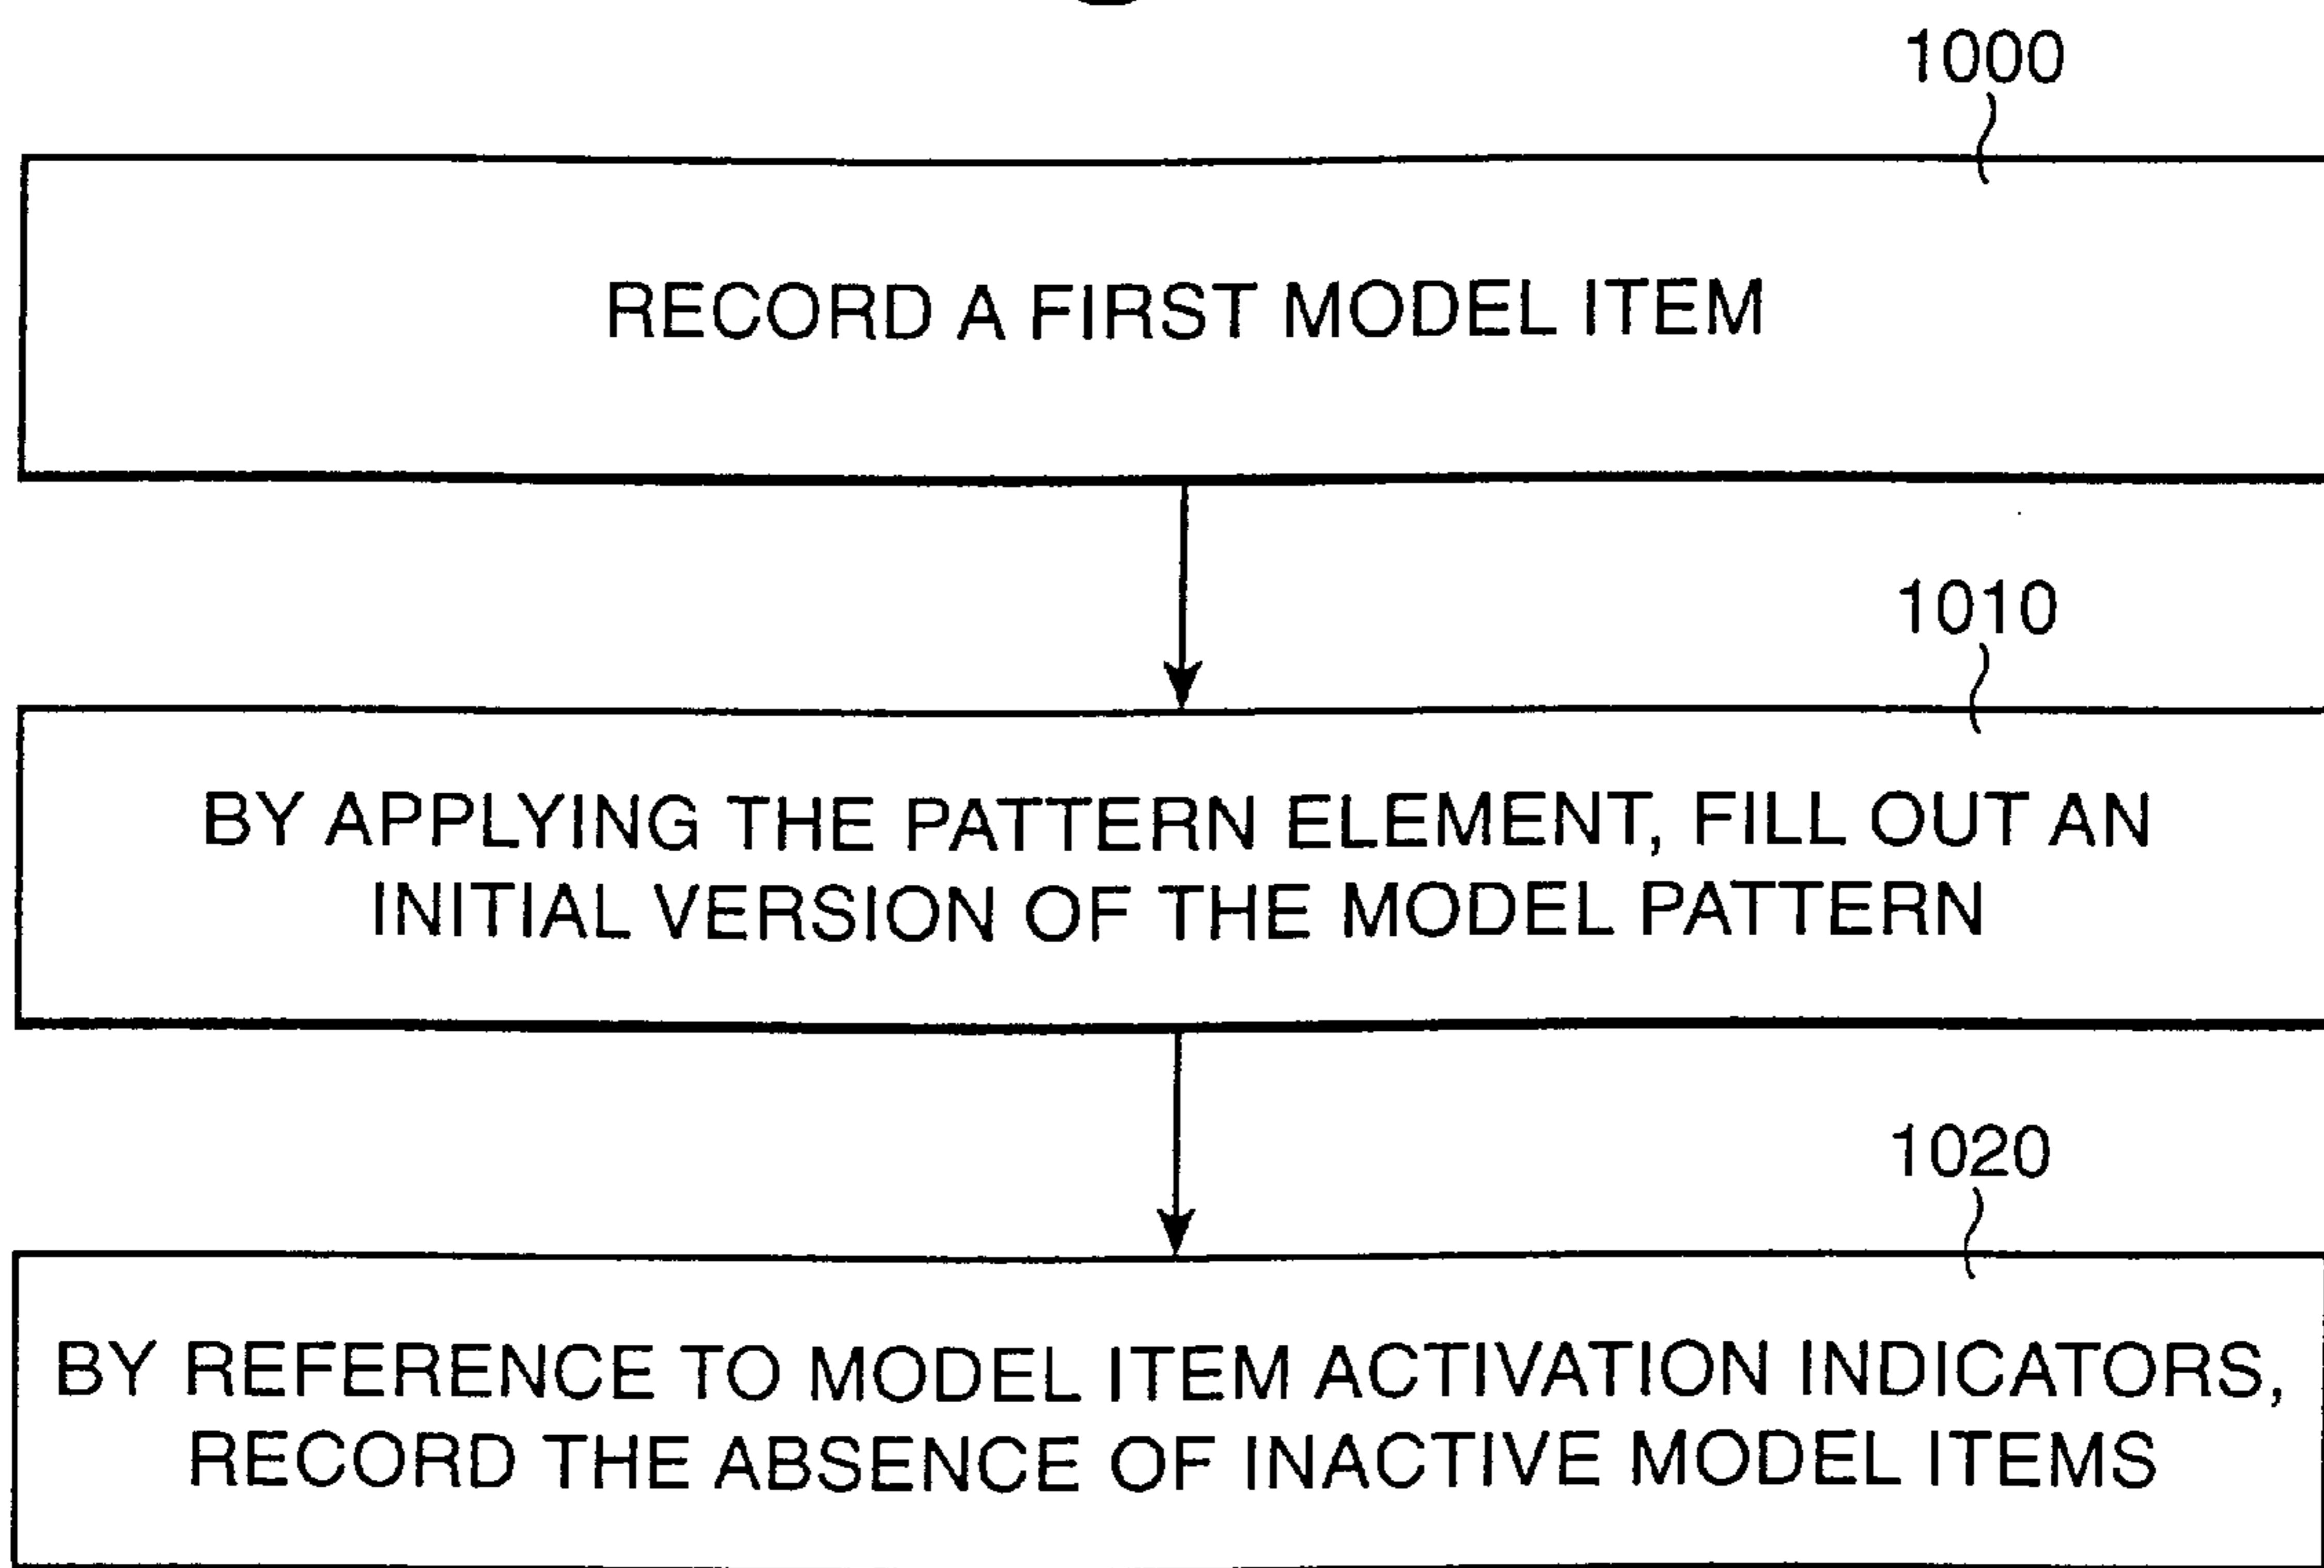 1000
RECORD A FIRST MODEL ITEM
1010
BY APPLYING THE PATTERN ELEMENT, FILL OUT AN
INITIAL VERSION OF THE MODEL PATTERN
1020
BY REFERENCE TO MODEL ITEM ACTIVATION INDICATORS,
RECORD THE ABSENCE OF INACTIVE MODEL ITEMS